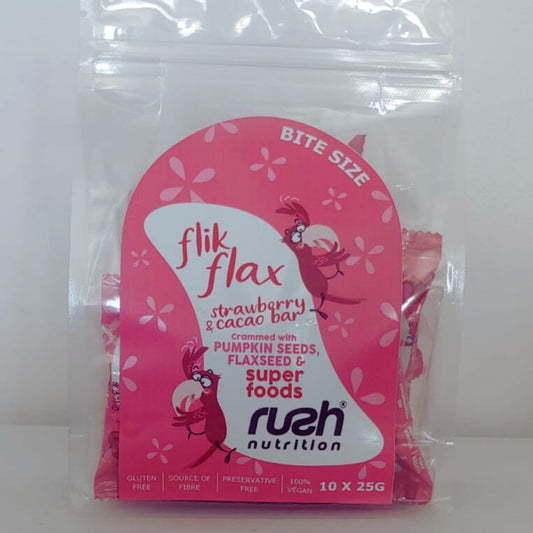 BITE SIZE
flik
flax
strawberry
& cacao bar
crammed with
PUMPKIN SEEDS,
FLAXSEED &
super
foods
rush®
nutrition
GLUTEN FREE
SOURCE OF FIBRE
PRESERVATIVE FREE
100% VEGAN
10 X 25G